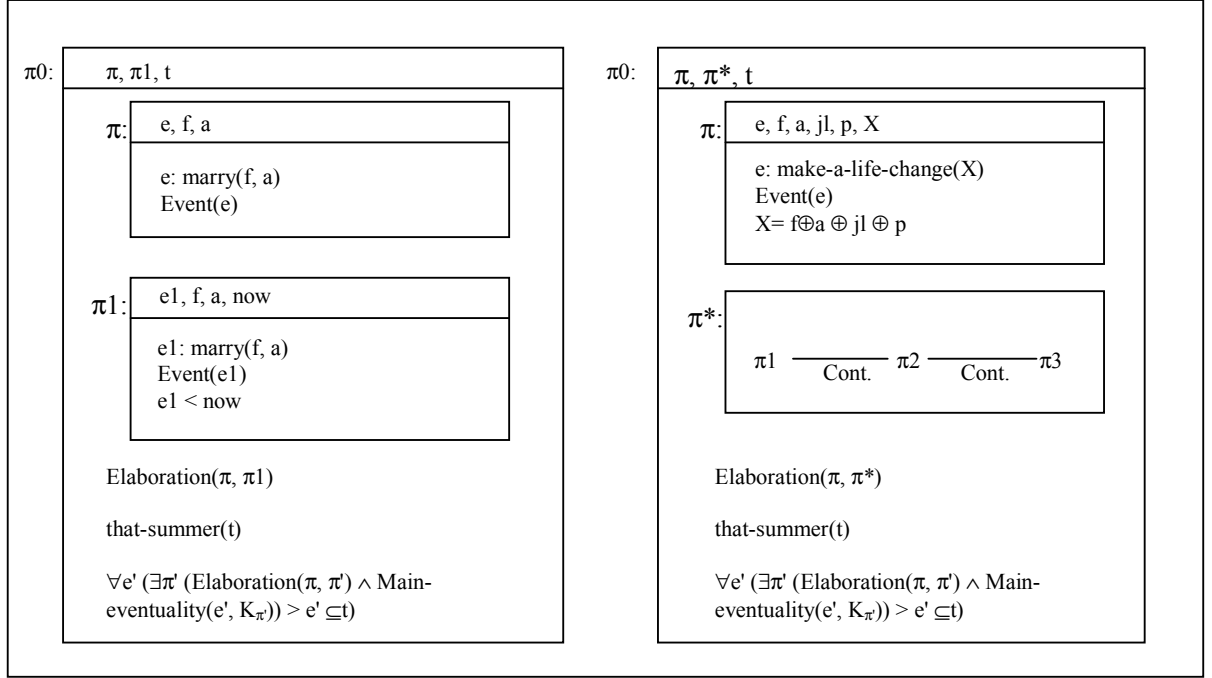 π0:
π, π1, t
π:
e, f, a
e: marry(f, a)
Event(e)
π1:
e1, f, a, now
e1: marry(f, a)
Event(e1)
e1 < now
Elaboration(π, π1)
that-summer(t)
∀e' (∃π' (Elaboration(π, π') ∧ Main-
eventuality(e', Kπ')) > e' ⊆t)
π0:
π, π*, t
π:
e, f, a, jl, p, X
e: make-a-life-change(X)
Event(e)
X= f⊕a ⊕ jl ⊕ p
π*:
π1 π2 π3
Cont. Cont.
Elaboration(π, π*)
that-summer(t)
∀e' (∃π' (Elaboration(π, π') ∧ Main-
eventuality(e', Kπ')) > e' ⊆t)